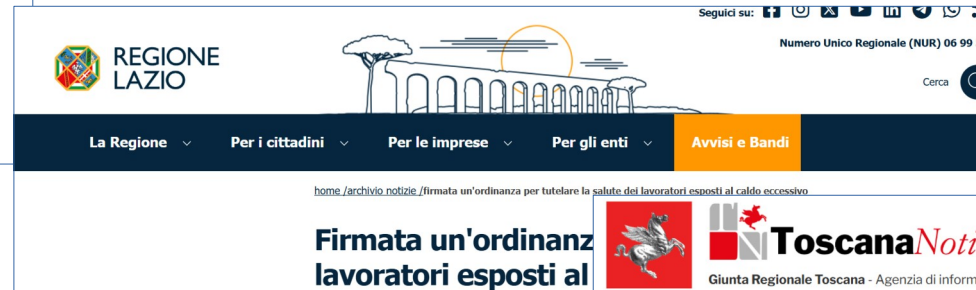 Seguici su:
Numero Unico Regionale (NUR) 06 99
REGIONE
LAZIO
Cerca
La Regione
Per i cittadini
Per le imprese
Per gli enti
Avvisi e Bandi
home /archivio notizie /firmata un'ordinanza per tutelare la salute dei lavoratori esposti al caldo eccessivo
Firmata un'ordinanz
lavoratori esposti al
ToscanaNoti
Giunta Regionale Toscana - Agenzia di inform